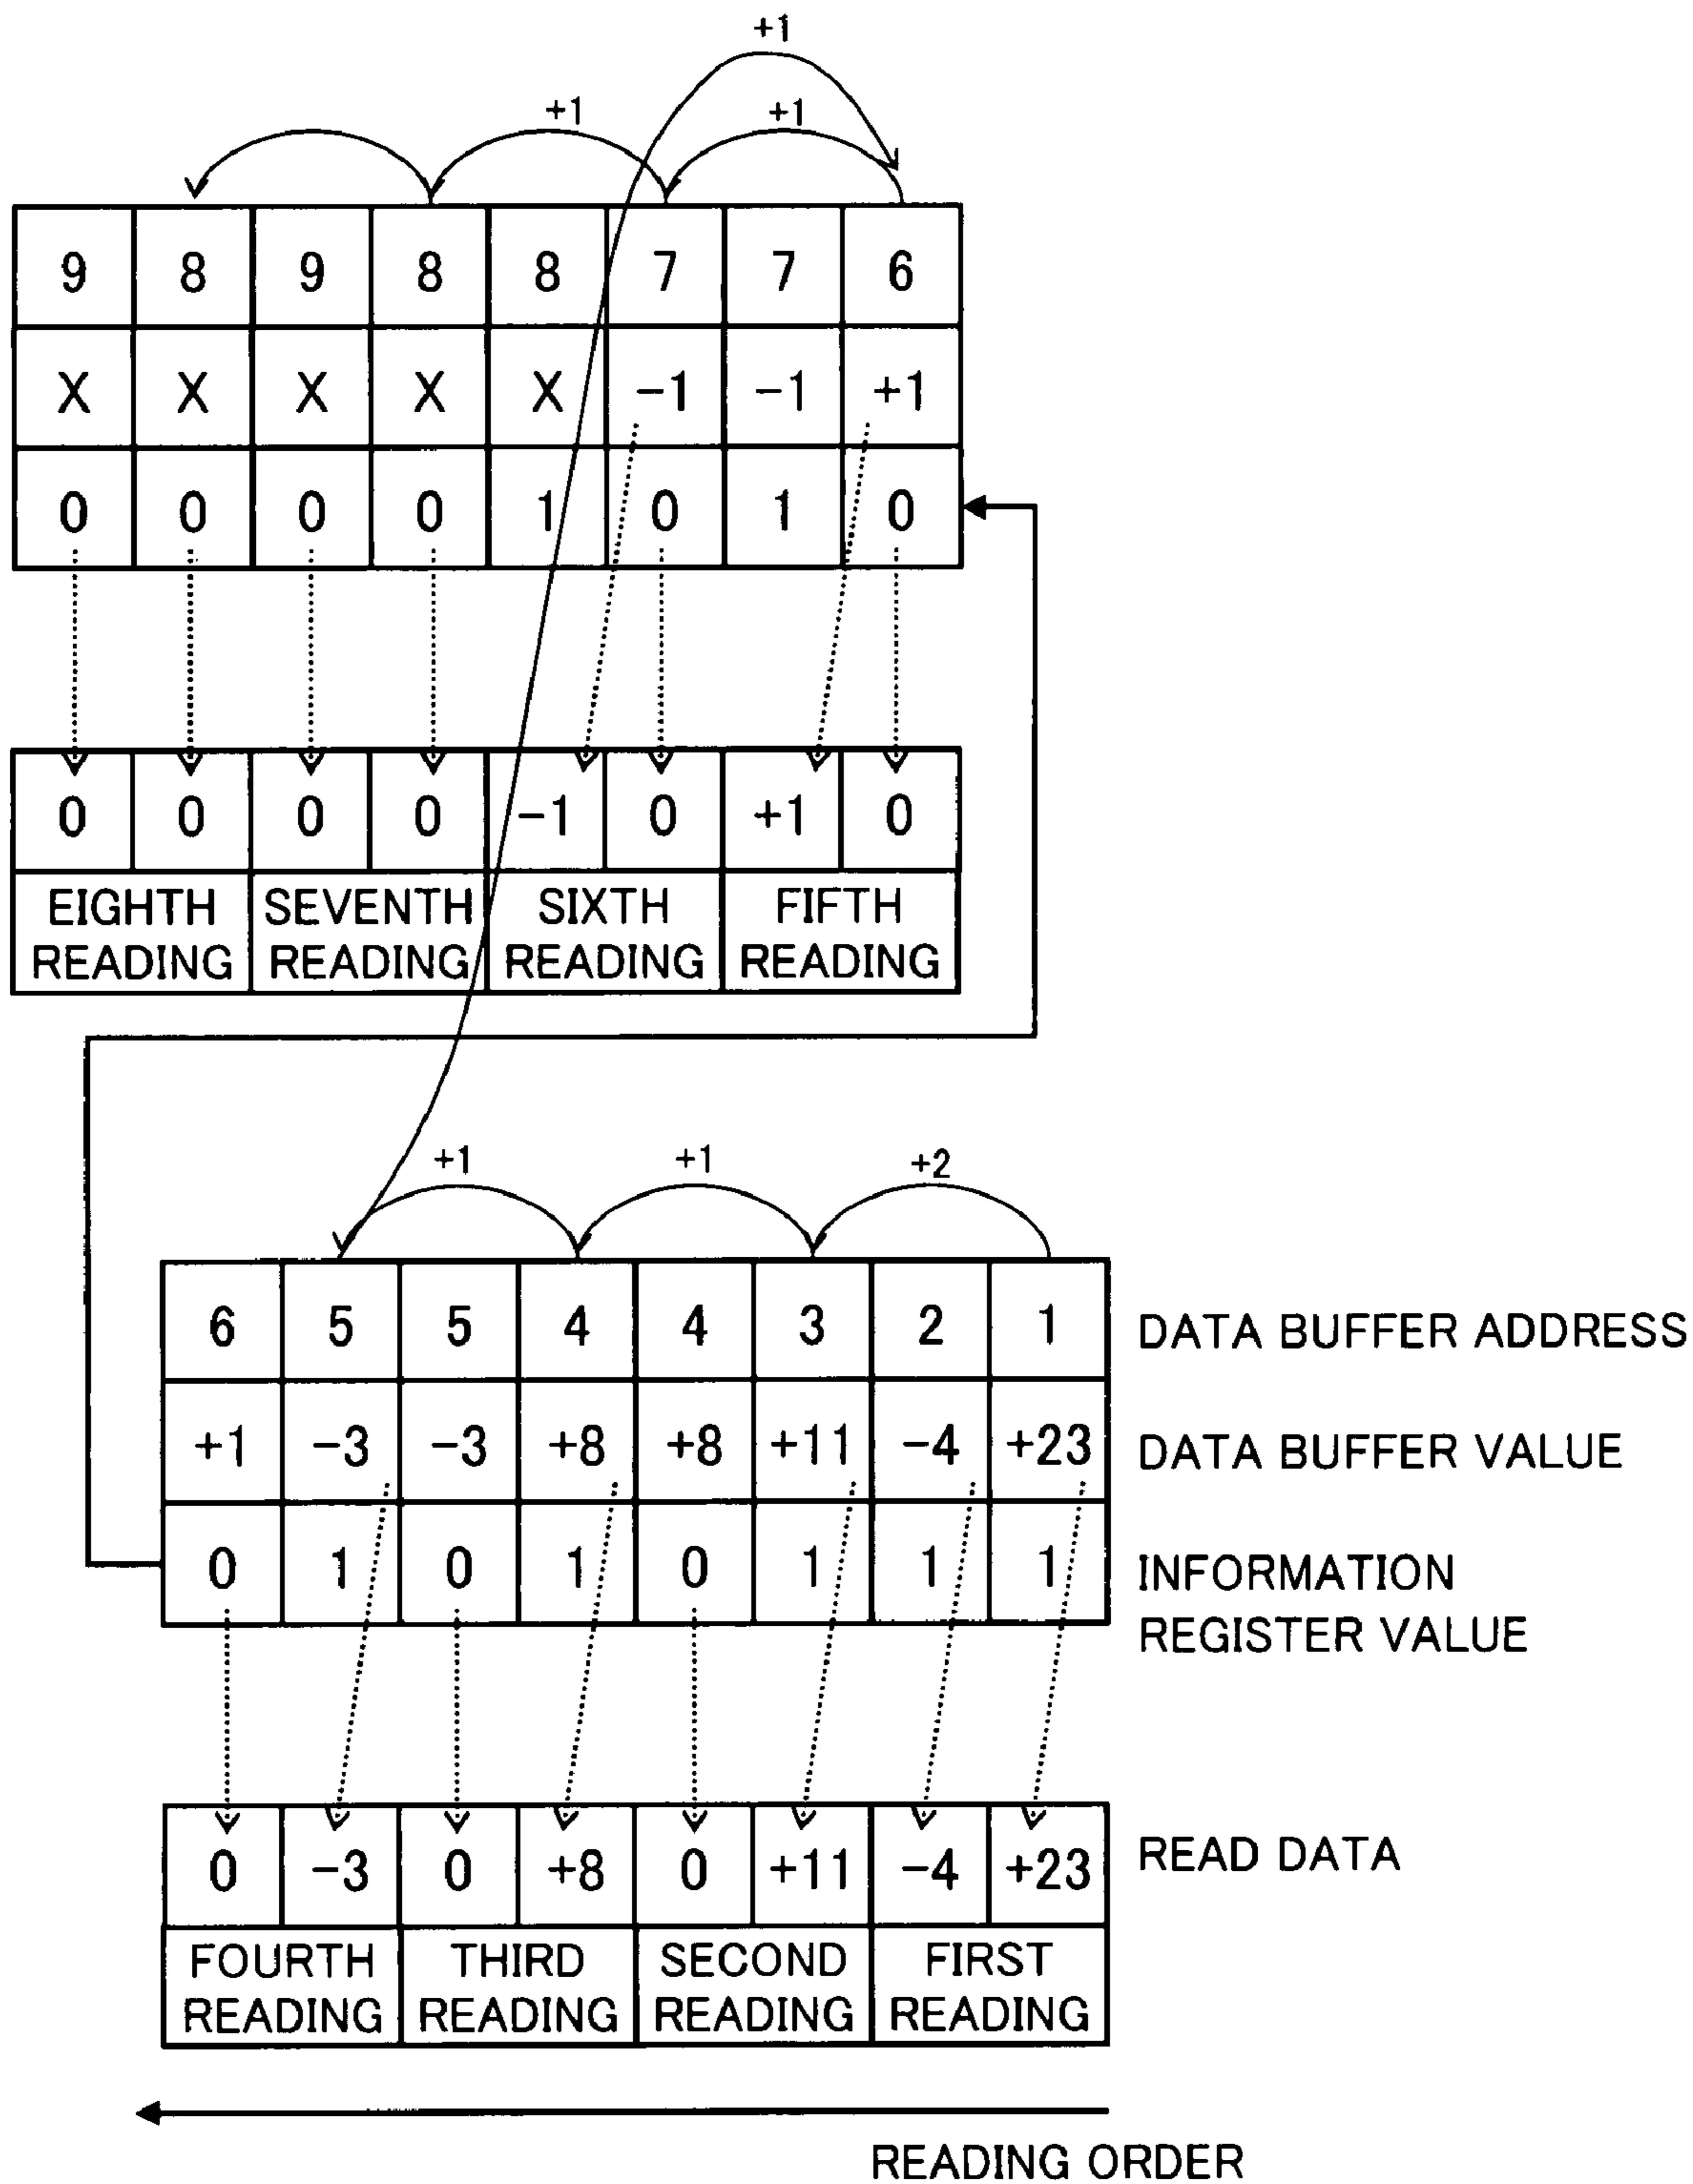 +1
+1 +1
9 8 9 8 8 7 7 6
X X X X X −1 −1 +1
0 0 0 0 1 0 1 0
0 0 0 0 −1 0 +1 0
EIGHTH SEVENTH SIXTH FIFTH
READING READING READING READING
+1 +1 +2
6 5 5 4 4 3 2 1 DATA BUFFER ADDRESS
+1 −3 −3 +8 +8 +11 −4 +23 DATA BUFFER VALUE
0 1 0 1 0 1 1 1 INFORMATION
REGISTER VALUE
0 −3 0 +8 0 +11 −4 +23 READ DATA
FOURTH THIRD SECOND FIRST
READING READING READING READING
READING ORDER